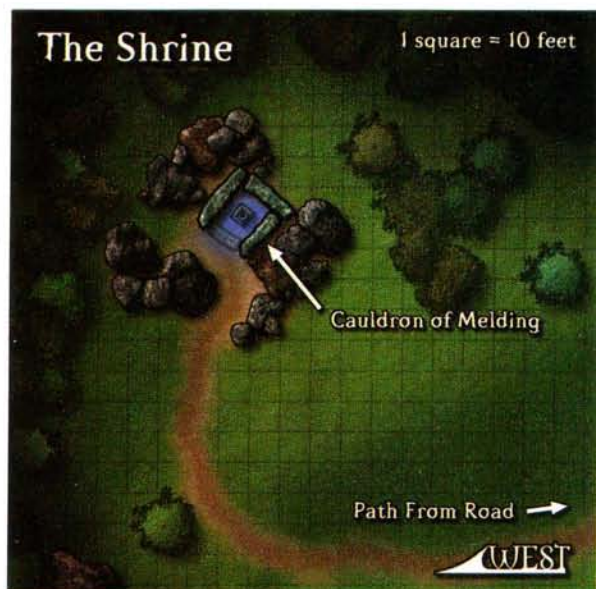 The Shrine
1 square = 10 feet
Cauldron of Melding
Path From Road
WEST